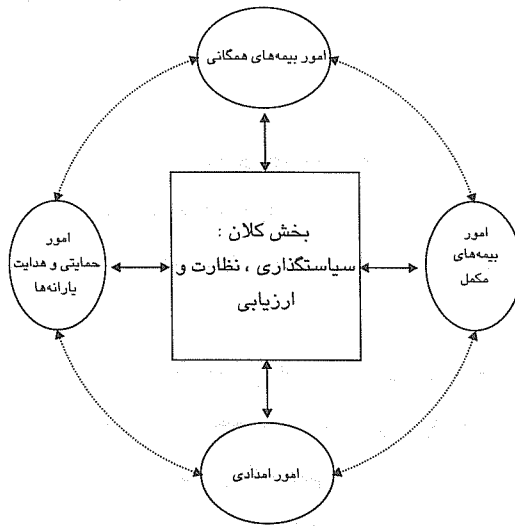 امور بیمه‌های همگانی
بخش کلان :
سیاستگذاری ، نظارت و
ارزیابی
امور
بیمه‌های
مکمل
امور
حمایتی و هدایت
یارانه‌ها
امور امدادی